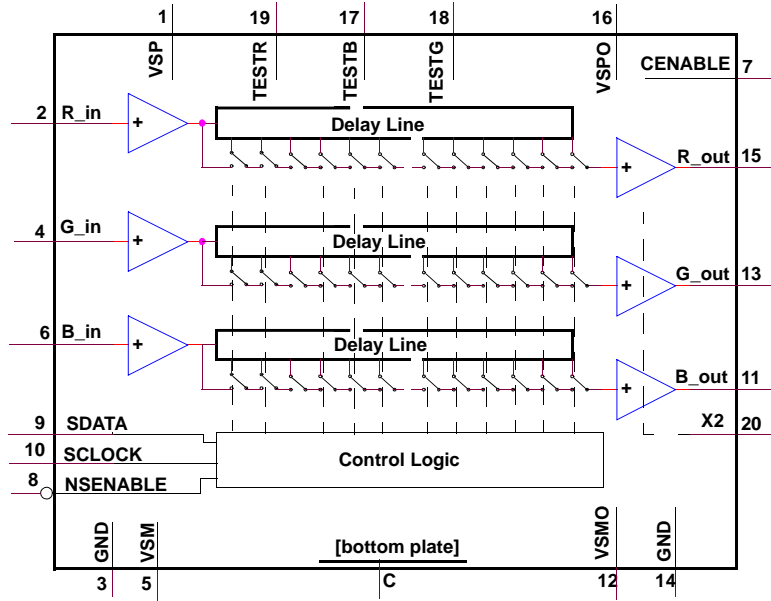 1 19 17 18 16
VSP TESTR TESTB TESTG VSPO
CENABLE 7
2 R_in + Delay Line
+ R_out 15
4 G_in + Delay Line
+ G_out 13
6 B_in + Delay Line
+ B_out 11
9 SDATA
X2 20
10 SCLOCK
Control Logic
8 NSENABLE
GND VSM [bottom plate] VSMO GND
3 5 C 12 14